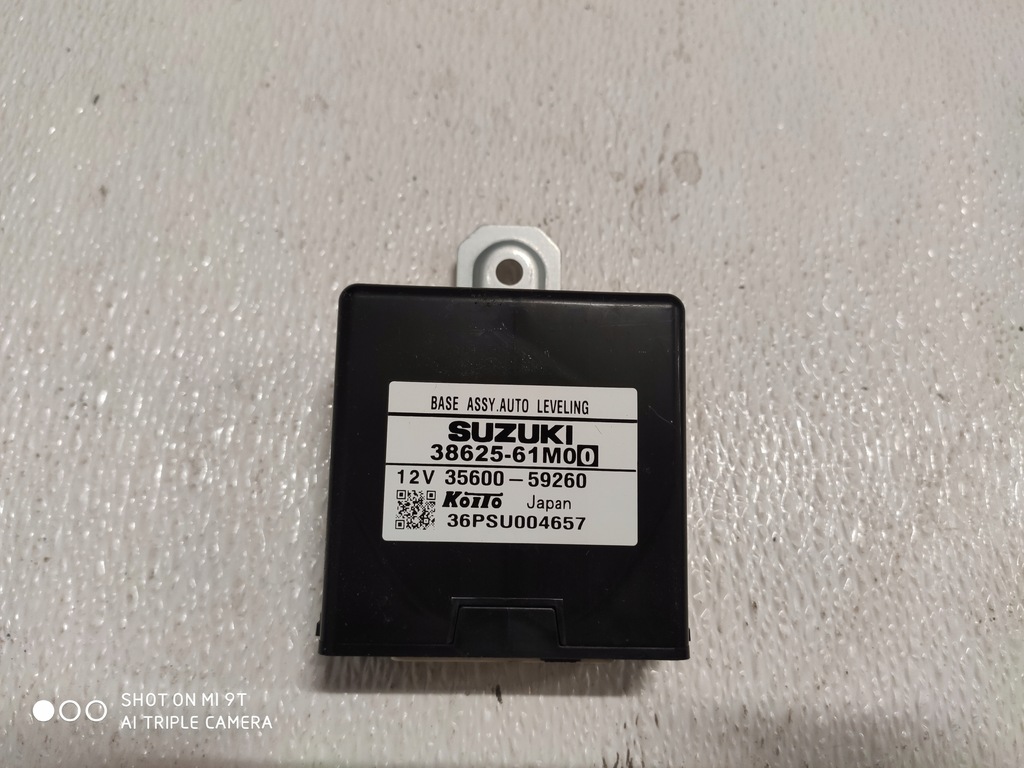 BASE ASSY.AUTO LEVELING
SUZUKI
38625-61M00
12V 35600-59260
KOITO Japan
36PSU004657
SHOT ON MI 9T
AI TRIPLE CAMERA